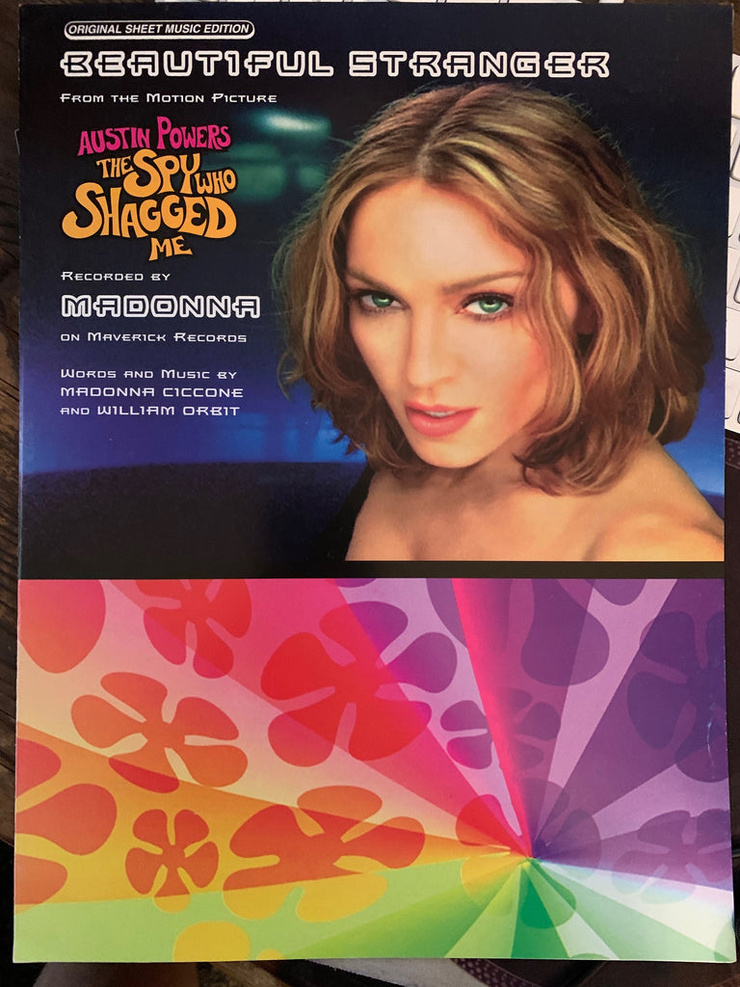 ORIGINAL SHEET MUSIC EDITION
BEAUTIFUL STRANGER
FROM THE MOTION PICTURE
AUSTIN POWERS
THE SPY WHO
SHAGGED
ME
RECORDED BY
MADONNA
ON MAVERICK RECORDS
WORDS AND MUSIC BY
MADONNA CICCONE
AND WILLIAM ORBIT